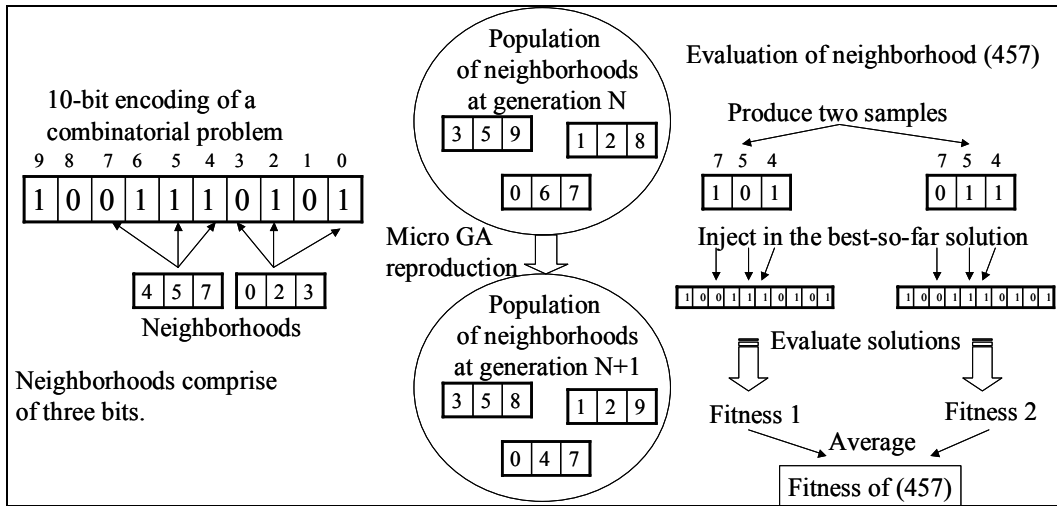 10-bit encoding of a
combinatorial problem
9 8 7 6 5 4 3 2 1 0
1 0 0 1 1 1 0 1 0 1
4 5 7
0 2 3
Neighborhoods
Neighborhoods comprise
of three bits.
Population
of neighborhoods
at generation N
3 5 9
1 2 8
0 6 7
Micro GA
reproduction
Population
of neighborhoods
at generation N+1
3 5 8
1 2 9
0 4 7
Evaluation of neighborhood (457)
Produce two samples
7 5 4
1 0 1
7 5 4
0 1 1
Inject in the best-so-far solution
1 0 0 1 1 1 0 1 0 1
1 0 0 1 1 1 0 1 0 1
Evaluate solutions
Fitness 1
Fitness 2
Average
Fitness of (457)